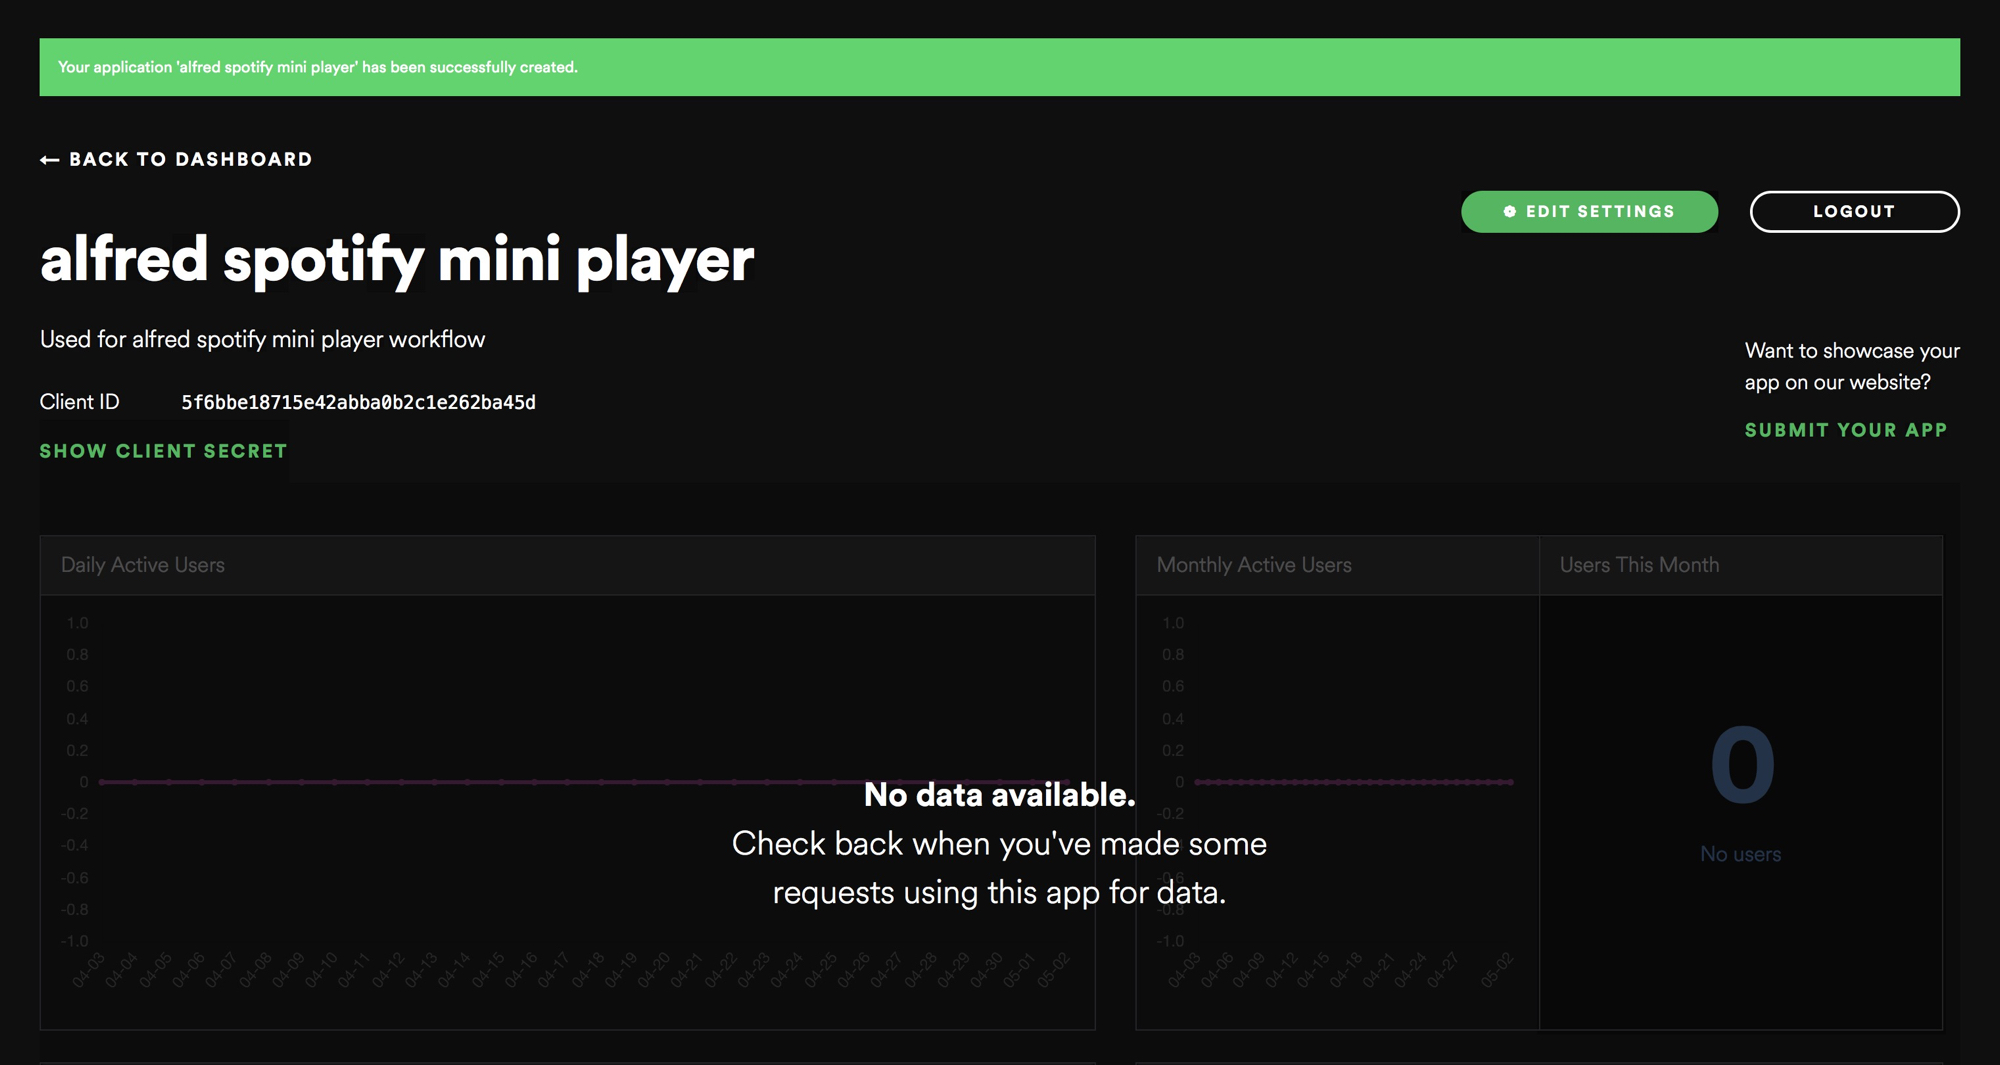 Your application 'alfred spotify mini player' has been successfully created.
← BACK TO DASHBOARD
EDIT SETTINGS
LOGOUT
alfred spotify mini player
Used for alfred spotify mini player workflow
Client ID 5f6bbe18715e42abba0b2c1e262ba45d
SHOW CLIENT SECRET
Want to showcase your
app on our website?
SUBMIT YOUR APP
Daily Active Users
1.0
0.8
0.6
0.4
0.2
0
-0.2
-0.4
-0.6
-0.8
-1.0
04-03 04-04 04-05 04-06 04-07 04-08 04-09 04-10 04-11 04-12 04-13 04-14 04-15 04-16 04-17 04-18 04-19 04-20 04-21 04-22 04-23 04-24 04-25 04-26 04-27 04-28 04-29 04-30 05-01 05-02
Monthly Active Users
1.0
0.8
0.6
0.4
0.2
0
-0.2
-0.6
-0.8
-1.0
04-03 04-06 04-09 04-12 04-15 04-18 04-21 04-24 04-27 05-02
Users This Month
0
No users
No data available.
Check back when you've made some
requests using this app for data.